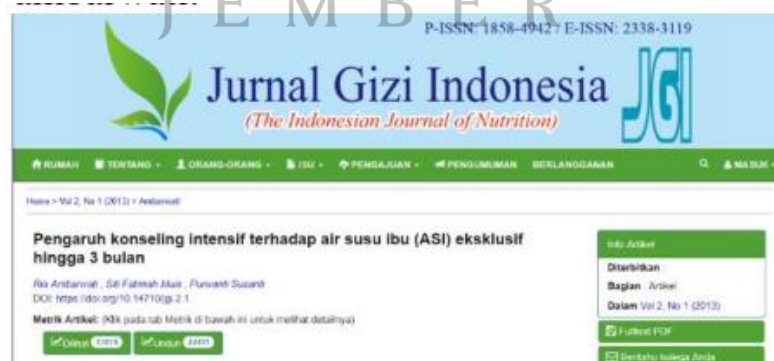 JEMBER
P-ISSN: 1858-4942 / E-ISSN: 2338-3119
Jurnal Gizi Indonesia
(The Indonesian Journal of Nutrition)
JGI
RUMAH TENTANG ORANG-ORANG ISU PENGAJUAN PENGUMUMAN BERLANGGANAN MASUK
Home > Vol 2, No 1 (2013) > Ambarwati
Pengaruh konseling intensif terhadap air susu ibu (ASI) eksklusif
hingga 3 bulan
Ria Ambarwati , Siti Fatimah Muis , Purwanti Susanti
DOI: https://doi.org/10.14710/jgi.2.1.
Metrik Artikel: (Klik pada tab Metrik di bawah ini untuk melihat detailnya)
Dilihat
Unduh
Info Artikel
Diterbitkan :
Bagian : Artikel
Dalam Vol 2, No 1 (2013)
Fulltext PDF
Beritahu kolega Anda